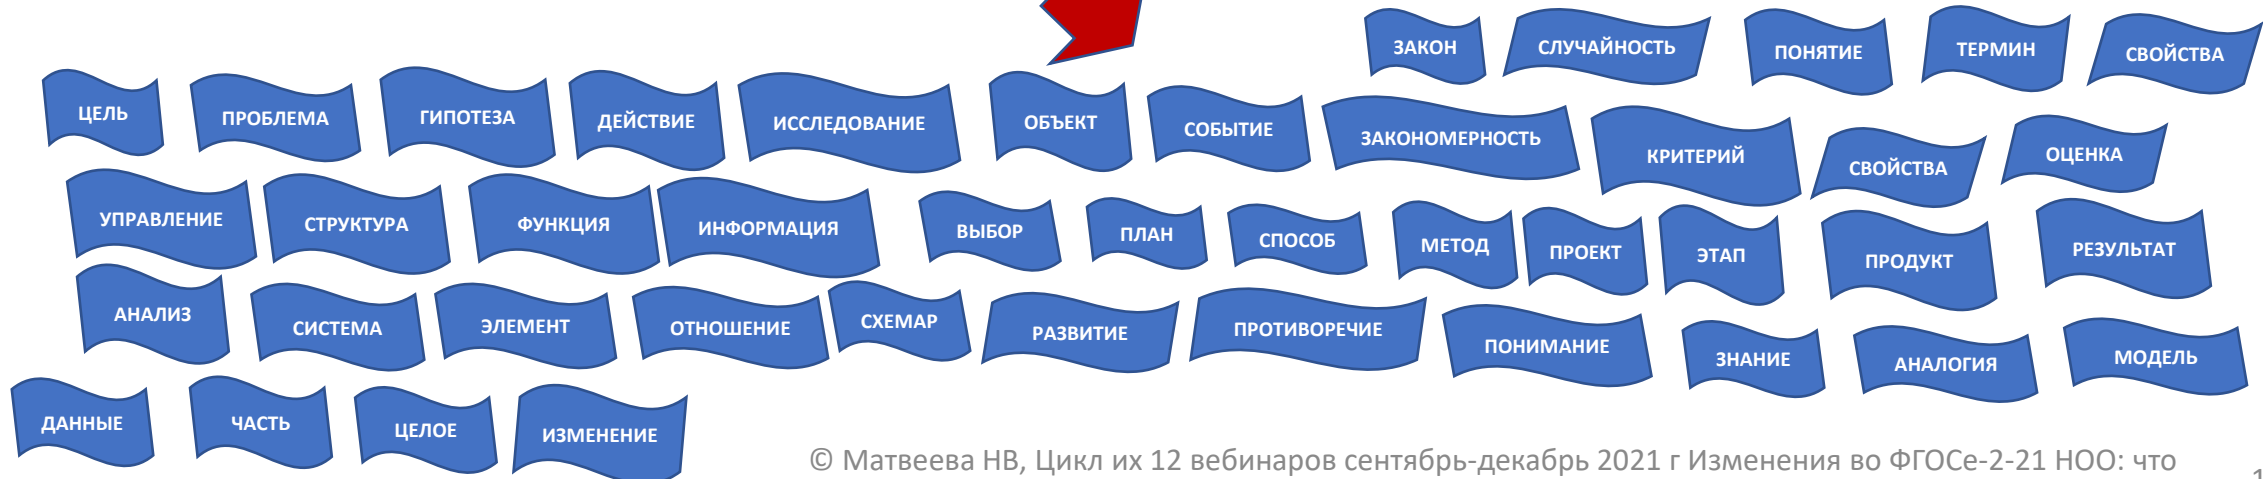 ЗАКОН СЛУЧАЙНОСТЬ ПОНЯТИЕ ТЕРМИН СВОЙСТВА
ЦЕЛЬ ПРОБЛЕМА ГИПОТЕЗА ДЕЙСТВИЕ ИССЛЕДОВАНИЕ ОБЪЕКТ СОБЫТИЕ ЗАКОНОМЕРНОСТЬ КРИТЕРИЙ СВОЙСТВА ОЦЕНКА
УПРАВЛЕНИЕ СТРУКТУРА ФУНКЦИЯ ИНФОРМАЦИЯ ВЫБОР ПЛАН СПОСОБ МЕТОД ПРОЕКТ ЭТАП ПРОДУКТ РЕЗУЛЬТАТ
АНАЛИЗ СИСТЕМА ЭЛЕМЕНТ ОТНОШЕНИЕ СХЕМАР РАЗВИТИЕ ПРОТИВОРЕЧИЕ ПОНИМАНИЕ ЗНАНИЕ АНАЛОГИЯ МОДЕЛЬ
ДАННЫЕ ЧАСТЬ ЦЕЛОЕ ИЗМЕНЕНИЕ
© Матвеева НВ, Цикл их 12 вебинаров сентябрь-декабрь 2021 г Изменения во ФГОСе-2-21 НОО: что